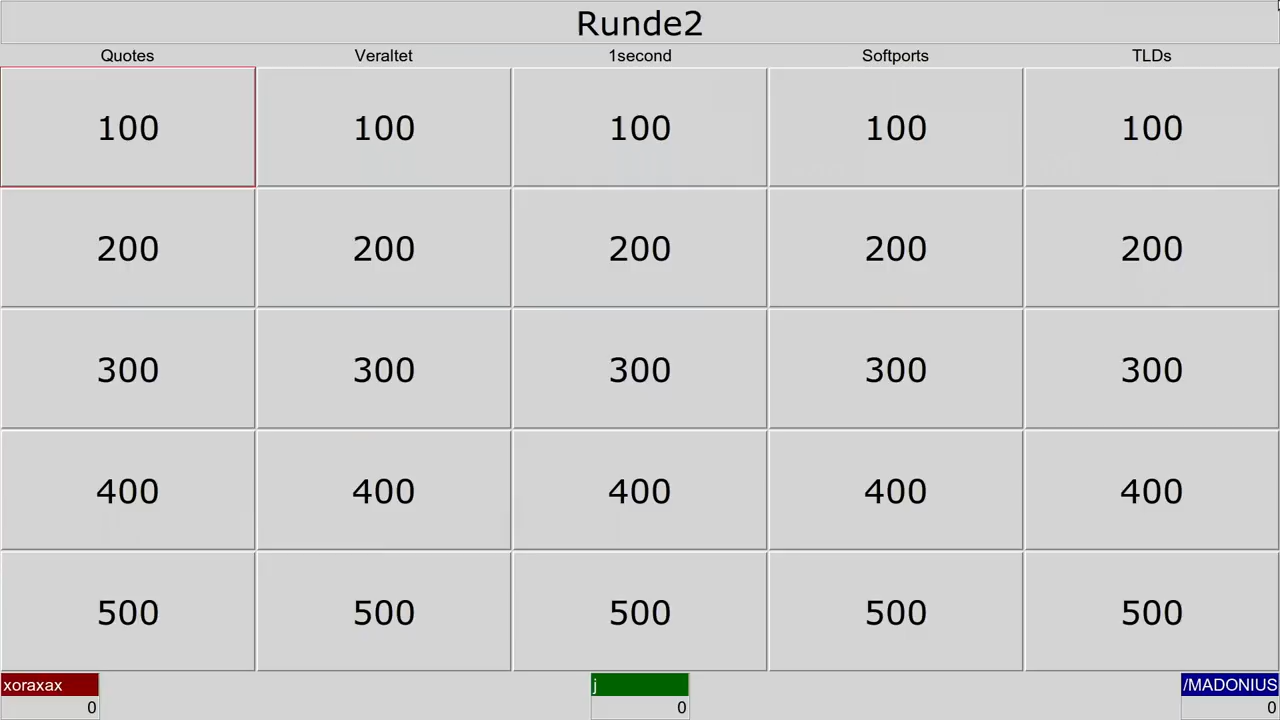 Runde2
Quotes Veraltet 1second Softports TLDs
100 100 100 100 100
200 200 200 200 200
300 300 300 300 300
400 400 400 400 400
500 500 500 500 500
xoraxax j /MADONIUS
0 0 0